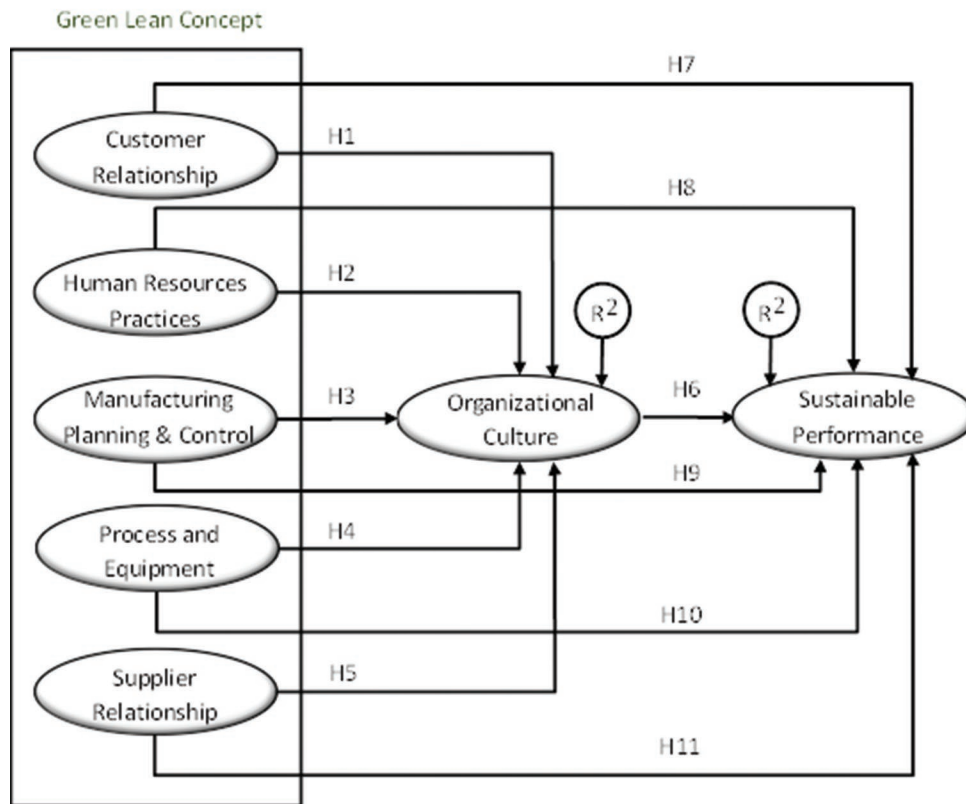 Green Lean Concept
H7
Customer
Relationship
H1
H8
Human Resources
Practices
H2
R2
R2
Manufacturing
Planning & Control
H3
Organizational
Culture
H6
Sustainable
Performance
H9
Process and
Equipment
H4
H10
Supplier
Relationship
H5
H11